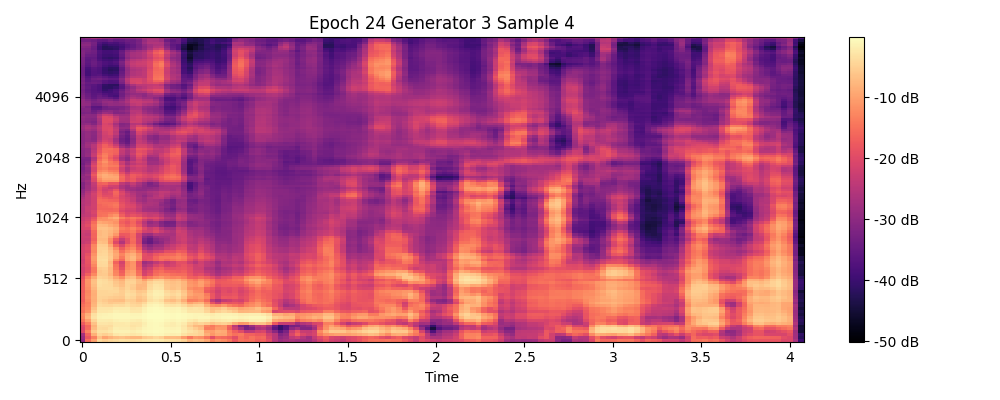 Epoch 24 Generator 3 Sample 4
Hz
4096
2048
1024
512
0
0 0.5 1 1.5 2 2.5 3 3.5 4
Time
-10 dB
-20 dB
-30 dB
-40 dB
-50 dB